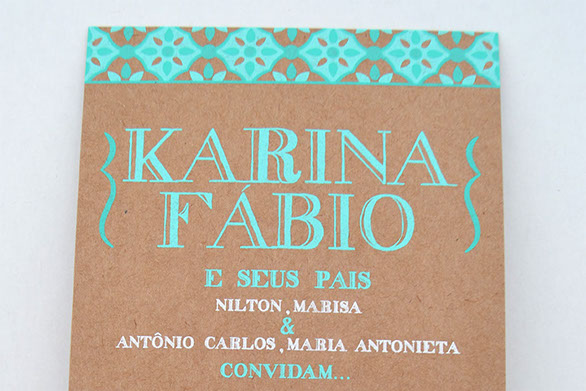 KARINA
FÁBIO
E SEUS PAIS
NILTON, MARISA
&
ANTÔNIO CARLOS, MARIA ANTONIETA
CONVIDAM...